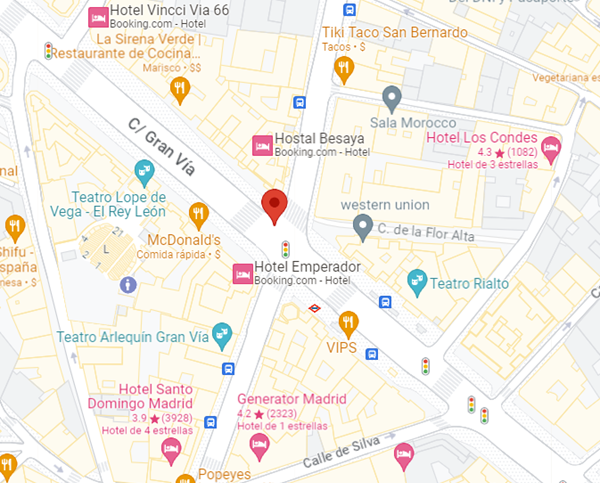 Hotel Vincci Via 66
Booking.com - Hotel
La Sirena Verde |
Restaurante de Cocina...
Marisco • $$
Tiki Taco San Bernardo
Tacos • $
Vegetariana es
Sala Morocco
C/ Gran Vía
Hostal Besaya
Booking.com - Hotel
Hotel Los Condes
4.3 ★ (1082)
Hotel de 3 estrellas
Teatro Lope de
Vega - El Rey León
western union
C. de la Flor Alta
McDonald's
Comida rápida • $
nal
Shifu -
spaña
nesa • $
4
21
L
2
1
Hotel Emperador
Booking.com - Hotel
Teatro Rialto
Teatro Arlequín Gran Vía
VIPS
Hotel Santo
Domingo Madrid
3.9 ★ (3928)
Hotel de 4 estrellas
Generator Madrid
4.2 ★ (2323)
Hotel de 1 estrellas
Calle de Silva
Popeyes